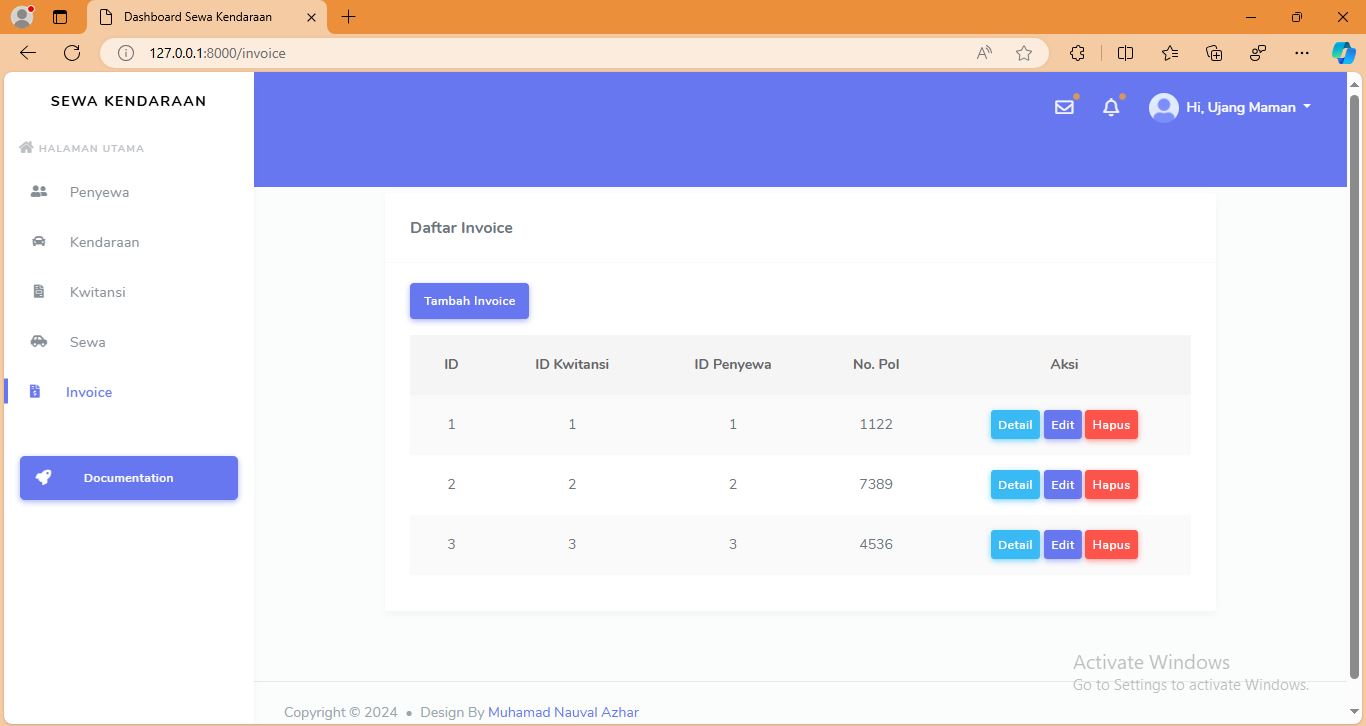 Dashboard Sewa Kendaraan
127.0.0.1:8000/invoice
SEWA KENDARAAN
Hi, Ujang Maman
HALAMAN UTAMA
Penyewa
Kendaraan
Kwitansi
Sewa
Invoice
Documentation
Daftar Invoice
Tambah Invoice
ID ID Kwitansi ID Penyewa No. Pol Aksi
1 1 1 1122 Detail Edit Hapus
2 2 2 7389 Detail Edit Hapus
3 3 3 4536 Detail Edit Hapus
Activate Windows
Go to Settings to activate Windows.
Copyright © 2024 • Design By Muhamad Nauval Azhar